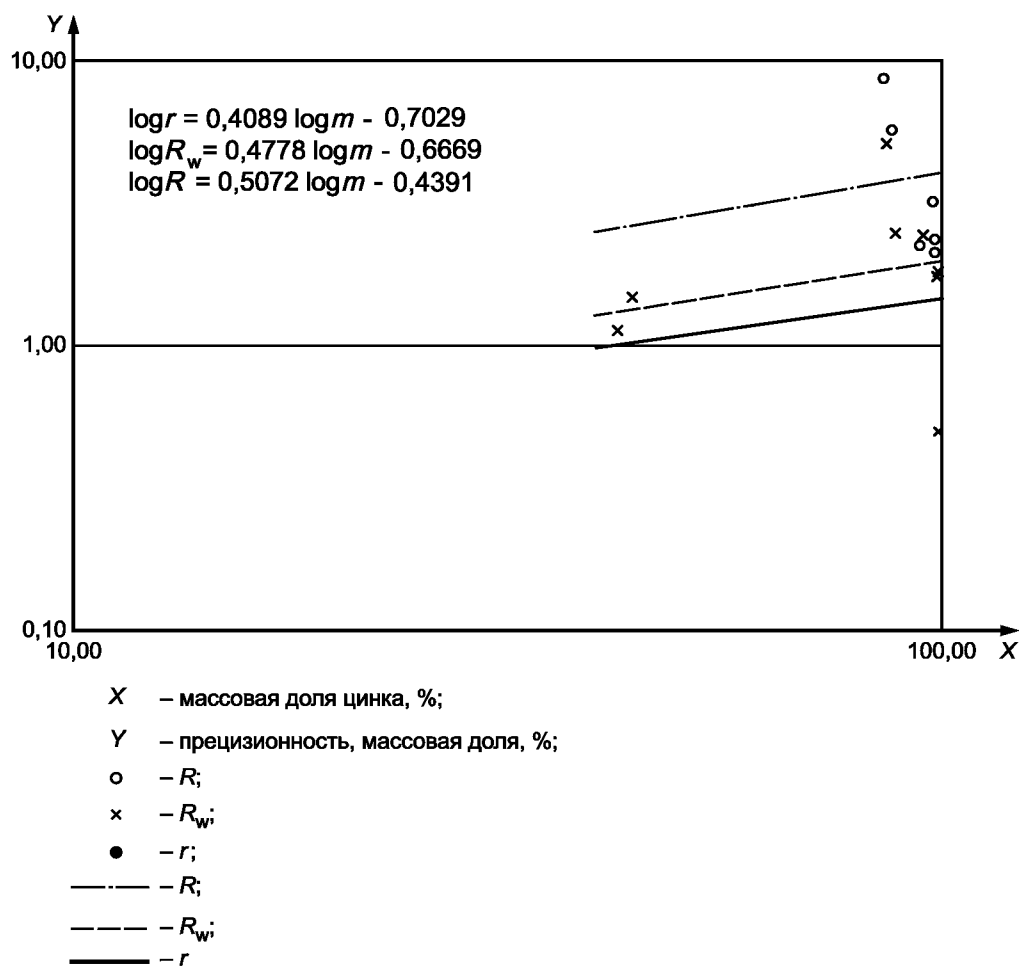 Y
10,00
logr = 0,4089 logm - 0,7029
logRw = 0,4778 logm - 0,6669
logR = 0,5072 logm - 0,4391
1,00
0,10
10,00 100,00 X
X – массовая доля цинка, %;
Y – прецизионность, массовая доля, %;
– R;
– Rw;
– r;
– R;
– Rw;
– r